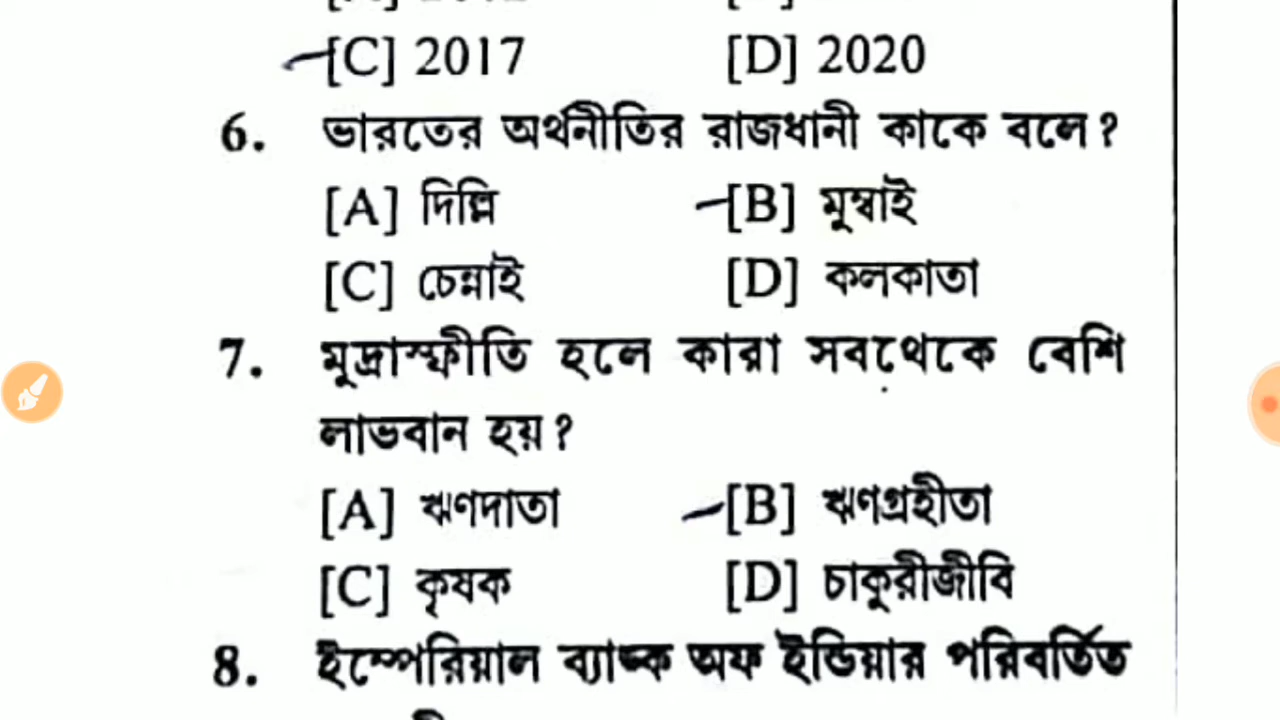 [C] 2017 [D] 2020
6. ভারতের অর্থনীতির রাজধানী কাকে বলে?
[A] দিল্লি [B] মুম্বাই
[C] চেন্নাই [D] কলকাতা
7. মুদ্রাস্ফীতি হলে কারা সবথেকে বেশি
লাভবান হয়?
[A] ঋণদাতা [B] ঋণগ্রহীতা
[C] কৃষক [D] চাকুরীজীবি
8. ইম্পেরিয়াল ব্যাঙ্ক অফ ইন্ডিয়ার পরিবর্তিত